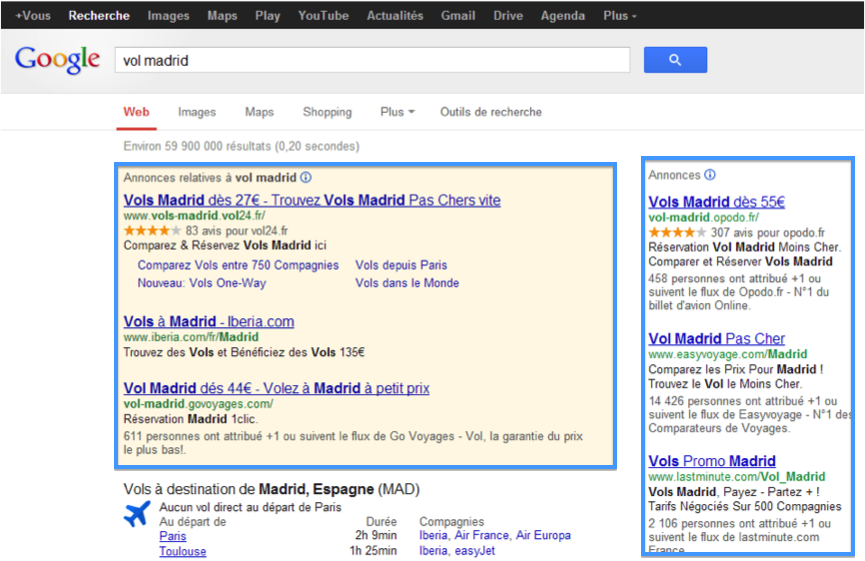 +Vous Recherche Images Maps Play YouTube Actualités Gmail Drive Agenda Plus
Google
vol madrid
Web Images Maps Shopping Plus Outils de recherche
Environ 59 900 000 résultats (0,20 secondes)
Annonces relatives à vol madrid
Vols Madrid dès 27€ - Trouvez Vols Madrid Pas Chers vite
www.vols-madrid.vol24.fr/
83 avis pour vol24.fr
Comparez & Réservez Vols Madrid ici
Comparez Vols entre 750 Compagnies Vols depuis Paris
Nouveau: Vols One-Way Vols dans le Monde
Vols à Madrid - Iberia.com
www.iberia.com/fr/Madrid
Trouvez des Vols et Bénéficiez des Vols 135€
Vol Madrid dés 44€ - Volez à Madrid à petit prix
vol-madrid.govoyages.com/
Réservation Madrid 1clic.
611 personnes ont attribué +1 ou suivent le flux de Go Voyages - Vol, la garantie du prix
le plus bas!.
Vols à destination de Madrid, Espagne (MAD)
Aucun vol direct au départ de Paris
Au départ de Durée Compagnies
Paris 2h 9min Iberia, Air France, Air Europa
Toulouse 1h 25min Iberia, easyJet
Annonces
Vols Madrid dès 55€
vol-madrid.opodo.fr/
307 avis pour opodo.fr
Réservation Vol Madrid Moins Cher.
Comparer et Réserver Vols Madrid
458 personnes ont attribué +1 ou
suivent le flux de Opodo.fr - N°1 du
billet d'avion Online.
Vol Madrid Pas Cher
www.easyvoyage.com/Madrid
Comparez les Prix Pour Madrid !
Trouvez le Vol le Moins Cher.
14 426 personnes ont attribué +1 ou
suivent le flux de Easyvoyage - N°1 des
Comparateurs de Voyages.
Vols Promo Madrid
www.lastminute.com/Vol_Madrid
Vols Madrid, Payez - Partez + !
Tarifs Négociés Sur 500 Compagnies
2 106 personnes ont attribué +1 ou
suivent le flux de lastminute.com
France